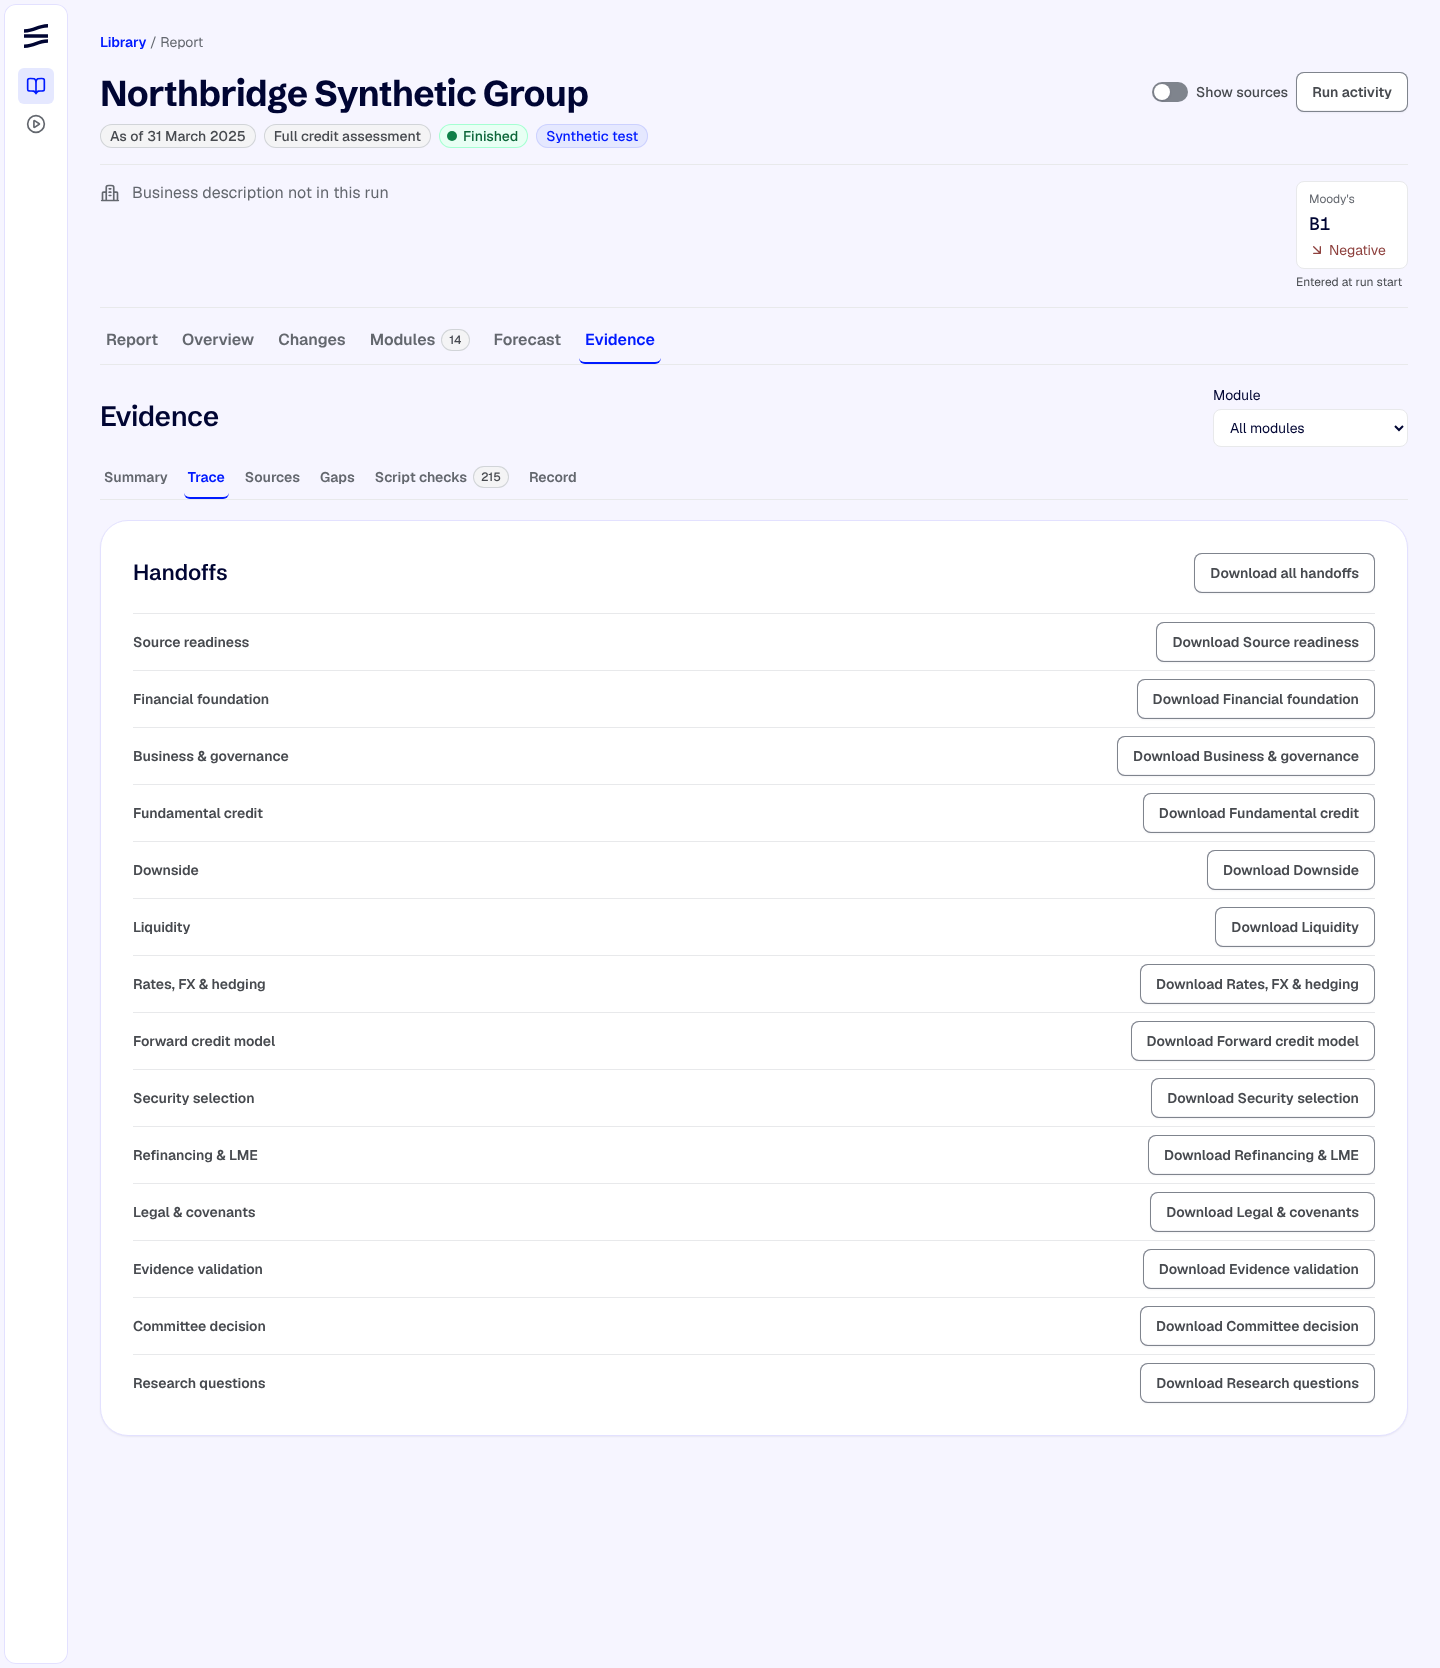 Library / Report
Northbridge Synthetic Group
Show sources
Run activity
As of 31 March 2025
Full credit assessment
Finished
Synthetic test
Business description not in this run
Moody's
B1
Negative
Entered at run start
Report
Overview
Changes
Modules 14
Forecast
Evidence
Evidence
Module
All modules
Summary
Trace
Sources
Gaps
Script checks 215
Record
Handoffs
Download all handoffs
Source readiness
Download Source readiness
Financial foundation
Download Financial foundation
Business & governance
Download Business & governance
Fundamental credit
Download Fundamental credit
Downside
Download Downside
Liquidity
Download Liquidity
Rates, FX & hedging
Download Rates, FX & hedging
Forward credit model
Download Forward credit model
Security selection
Download Security selection
Refinancing & LME
Download Refinancing & LME
Legal & covenants
Download Legal & covenants
Evidence validation
Download Evidence validation
Committee decision
Download Committee decision
Research questions
Download Research questions